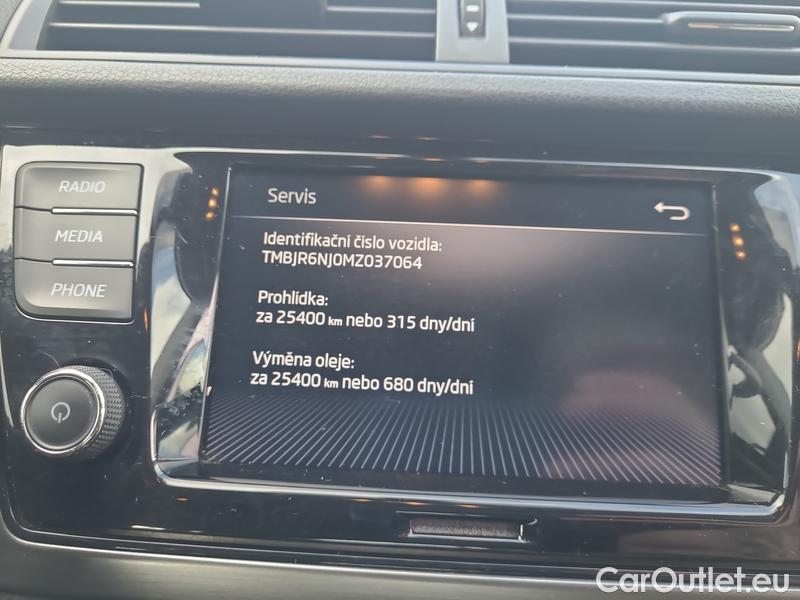 RADIO
MEDIA
PHONE
Servis
Identifikační číslo vozidla:
TMBJR6NJ0MZ037064
Prohlídka:
za 25400 km nebo 315 dny/dní
Výměna oleje:
za 25400 km nebo 680 dny/dní
CarOutlet.eu